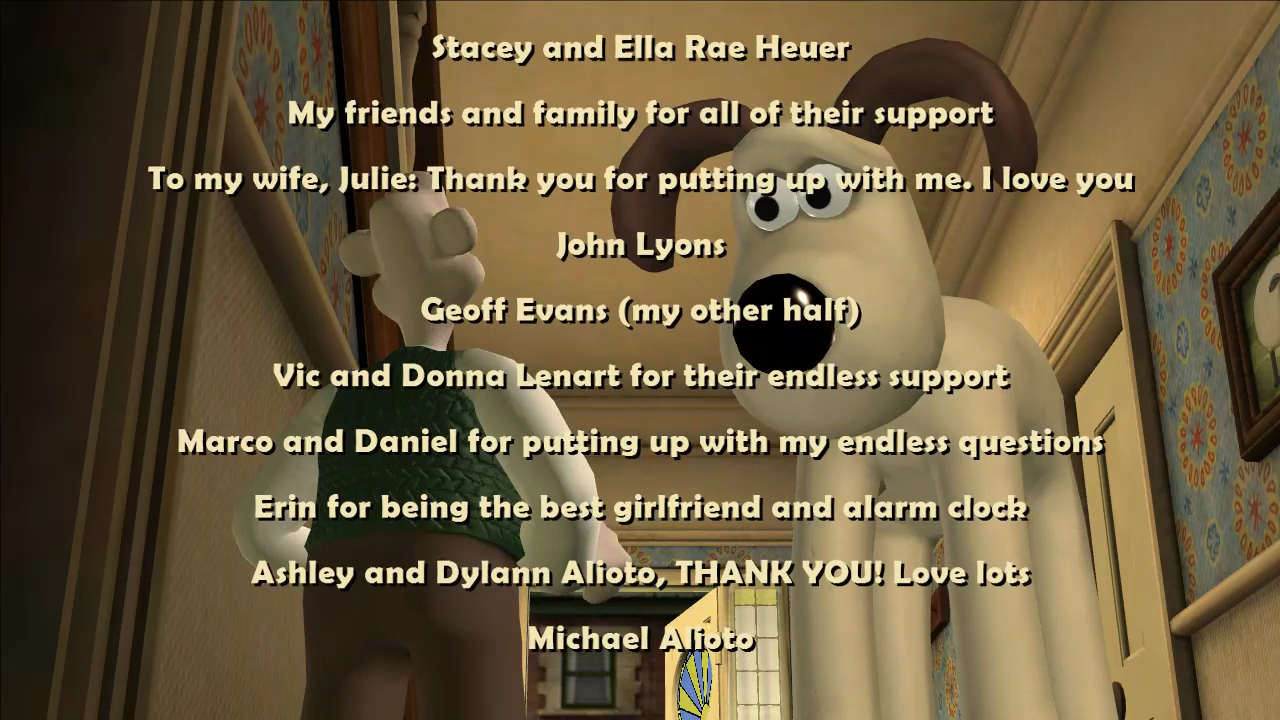 Stacey and Ella Rae Heuer
My friends and family for all of their support
To my wife, Julie: Thank you for putting up with me. I love you
John Lyons
Geoff Evans (my other half)
Vic and Donna Lenart for their endless support
Marco and Daniel for putting up with my endless questions
Erin for being the best girlfriend and alarm clock
Ashley and Dylann Alioto, THANK YOU! Love lots
Michael Alioto